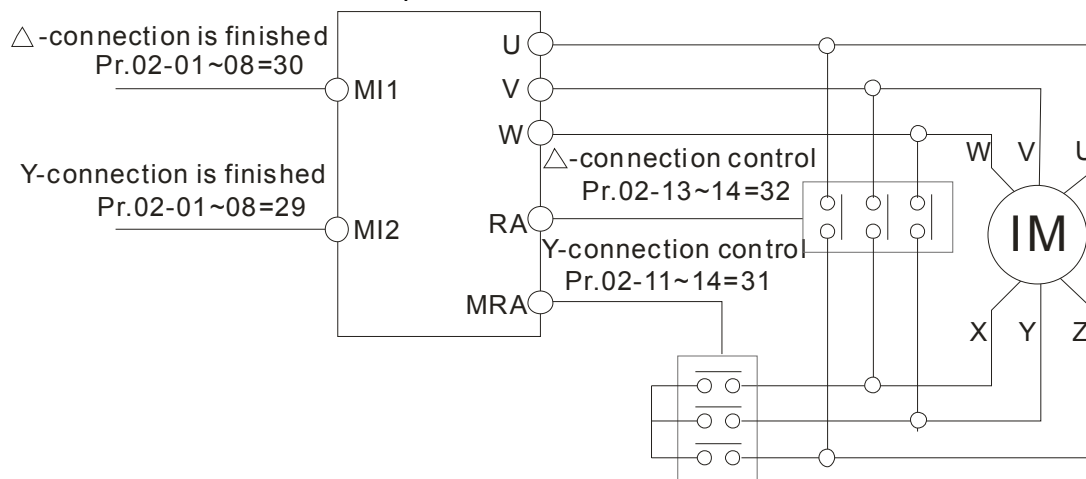 △-connection is finished
Pr.02-01~08=30
MI1
Y-connection is finished
Pr.02-01~08=29
MI2
U
V
W
△-connection control
Pr.02-13~14=32
RA
Y-connection control
Pr.02-11~14=31
MRA
W V U
IM
X Y Z